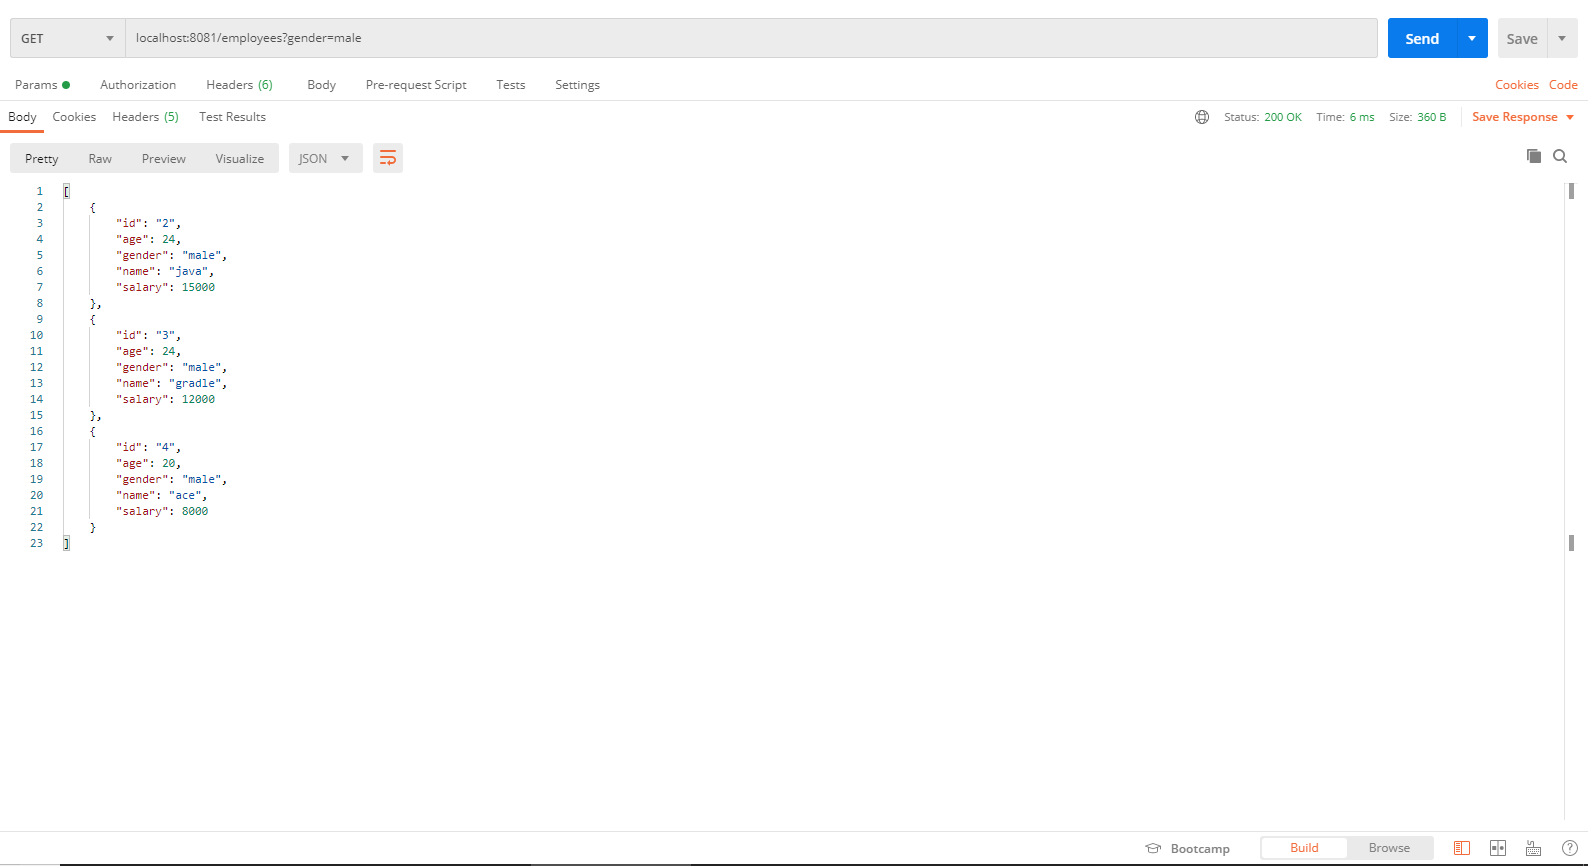 GET localhost:8081/employees?gender=male Send Save
Params Authorization Headers (6) Body Pre-request Script Tests Settings Cookies Code
Body Cookies Headers (5) Test Results Status: 200 OK Time: 6 ms Size: 360 B Save Response
Pretty Raw Preview Visualize JSON
1 [
2 {
3 "id": "2",
4 "age": 24,
5 "gender": "male",
6 "name": "java",
7 "salary": 15000
8 },
9 {
10 "id": "3",
11 "age": 24,
12 "gender": "male",
13 "name": "gradle",
14 "salary": 12000
15 },
16 {
17 "id": "4",
18 "age": 20,
19 "gender": "male",
20 "name": "ace",
21 "salary": 8000
22 }
23 ]
Bootcamp Build Browse